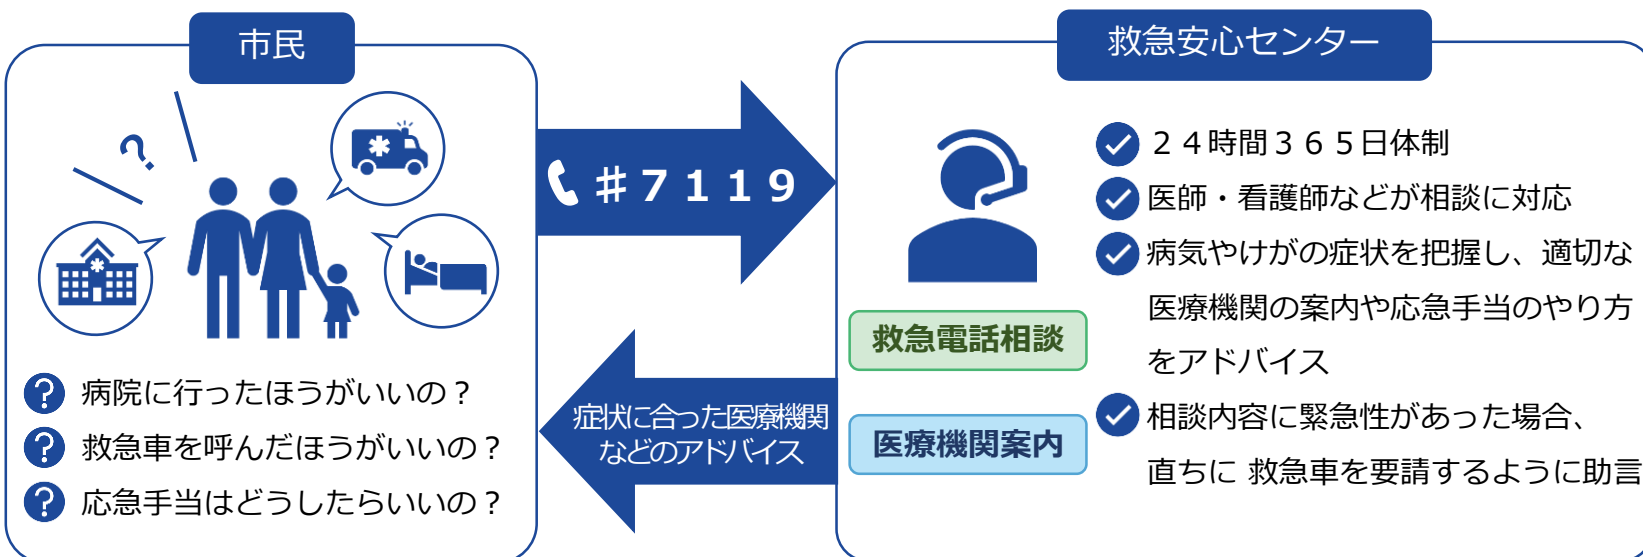 市民
?
病院に行ったほうがいいの？
救急車を呼んだほうがいいの？
応急手当はどうしたらいいの？
＃７１１９
症状に合った医療機関
などのアドバイス
救急安心センター
救急電話相談
医療機関案内
２４時間３６５日体制
医師・看護師などが相談に対応
病気やけがの症状を把握し、適切な
医療機関の案内や応急手当のやり方
をアドバイス
相談内容に緊急性があった場合、
直ちに 救急車を要請するように助言